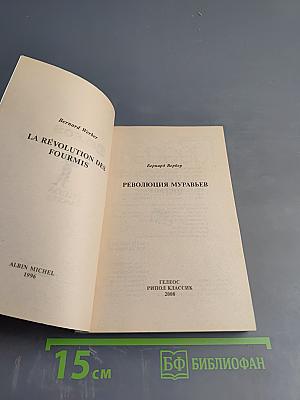 Bernard Werber
LA RÉVOLUTION DES
FOURMIS
ALBIN MICHEL
1996
Бернард Вербер
РЕВОЛЮЦИЯ МУРАВЬЕВ
ГЕЛЕОС
РИПОЛ КЛАССИК
2008
15 см
БФ БИБЛИОФАН